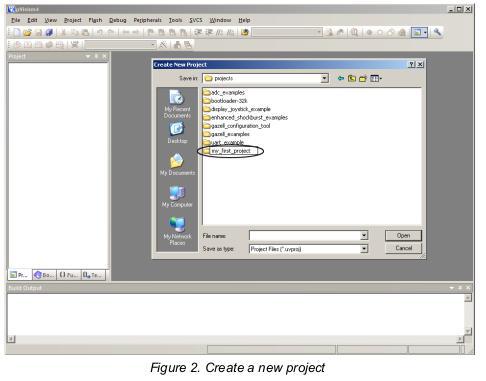 µVision4
File Edit View Project Flash Debug Peripherals Tools SVCS Window Help
Project
Create New Project
Save in: projects
adc_examples
bootloader-32k
display_joystick_example
enhanced_shockburst_examples
gazell_configuration_tool
gazell_examples
uart_example
my_first_project
My Recent
Documents
Desktop
My Documents
My Computer
My Network
Places
File name:
Open
Save as type: Project Files (*.uvproj)
Cancel
Pr... Bo... {} Fu... Te...
Build Output
Figure 2. Create a new project